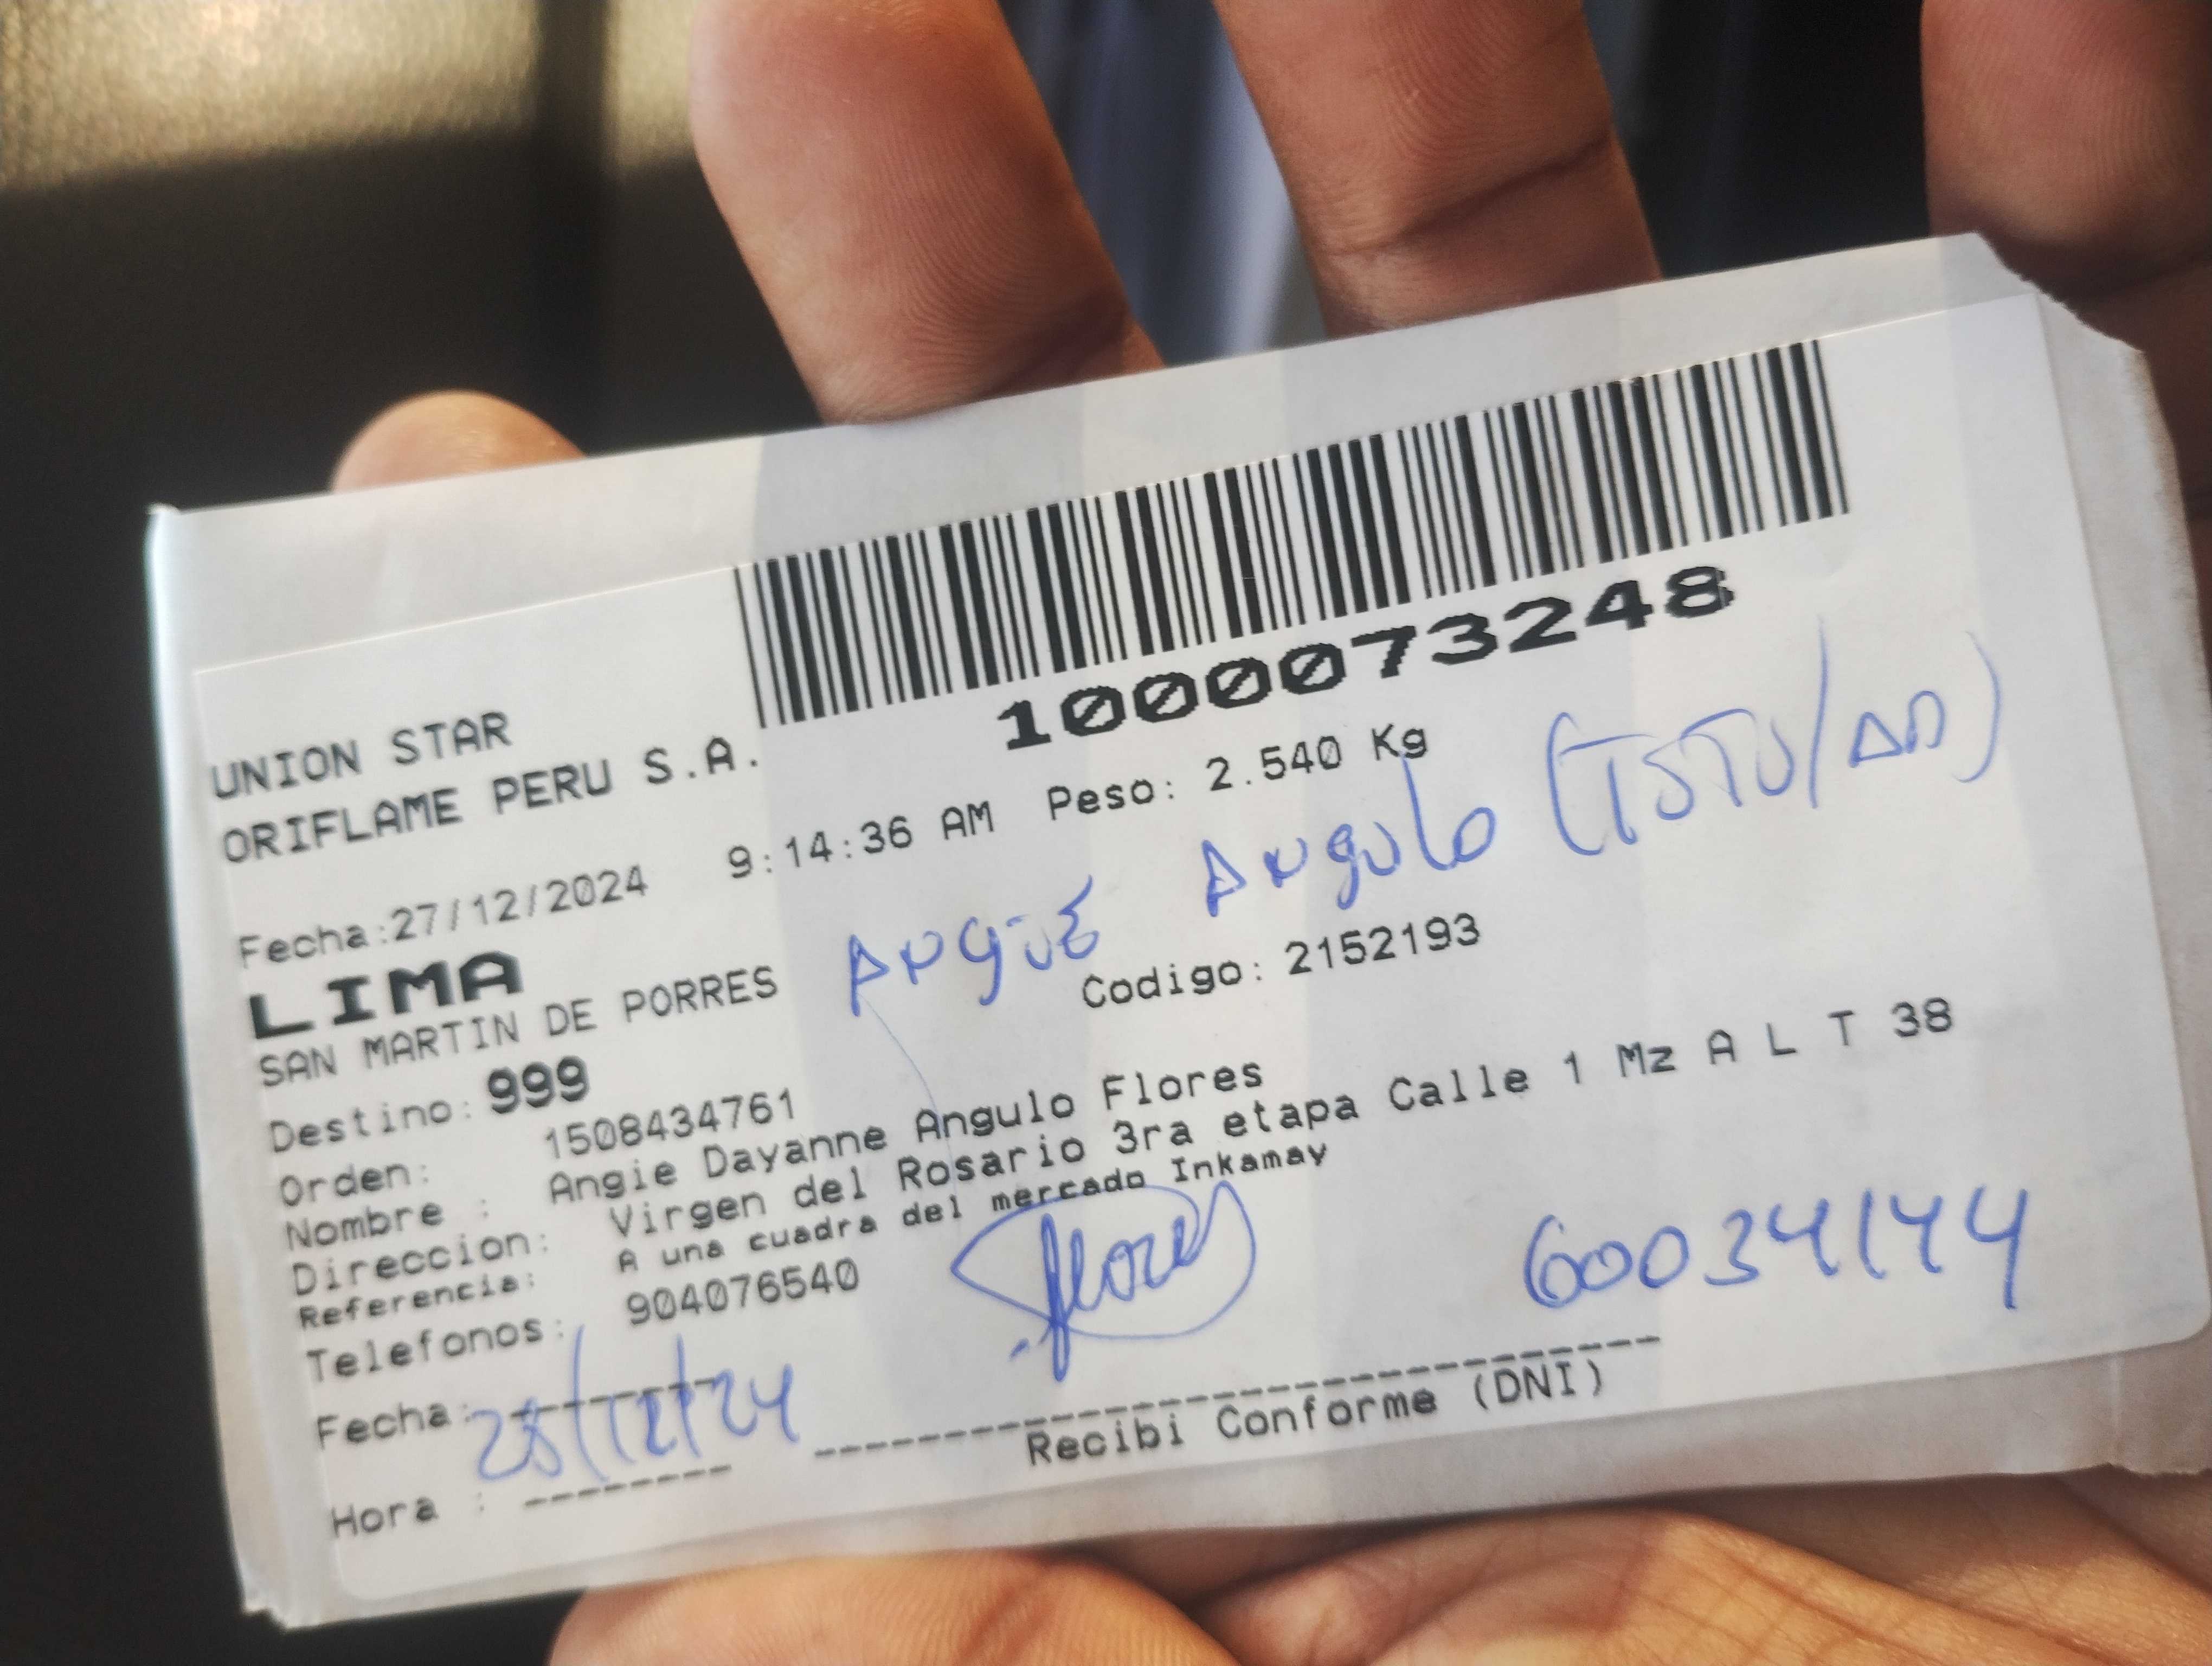 1000073248
UNION STAR
ORIFLAME PERU S.A.
Fecha:27/12/2024 9:14:36 AM Peso: 2.540 Kg
LIMA
ANgiE ANgulo
SAN MARTIN DE PORRES Codigo: 2152193
Destino: 999
Orden: 1508434761
Nombre : Angie Dayanne Angulo Flores
Direccion: Virgen del Rosario 3ra etapa Calle 1 Mz A L T 38
Referencia: A una cuadra del mercado Inkamay
Telefonos: 904076540
flores 60034144
Fecha: 28/12/24
Recibi Conforme (DNI)
Hora :